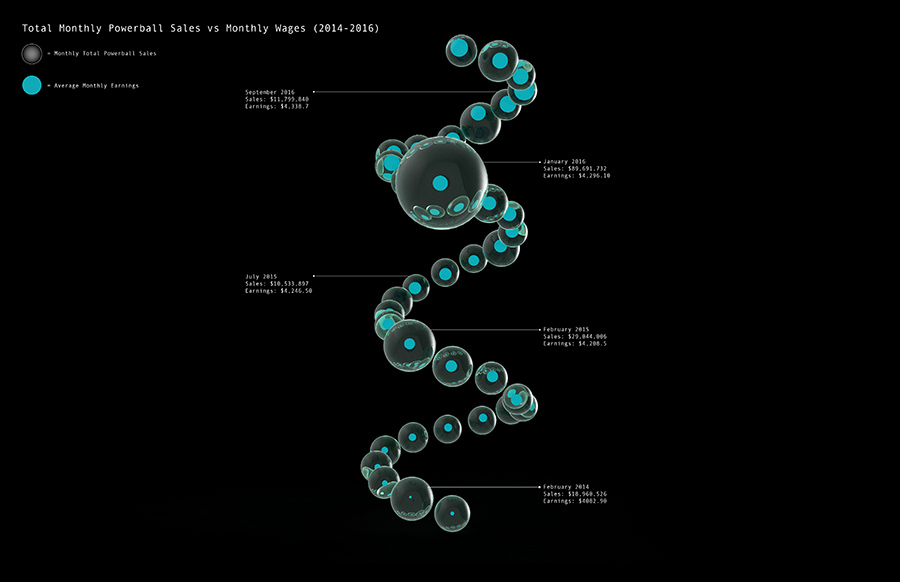 Total Monthly Powerball Sales vs Monthly Wages (2014-2016)
= Monthly Total Powerball Sales
= Average Monthly Earnings
September 2016
Sales: $11,799,840
Earnings: $4,338.7
January 2016
Sales: $89,691,732
Earnings: $4,296.10
July 2015
Sales: $10,533,897
Earnings: $4,246.50
February 2015
Sales: $29,044,006
Earnings: $4,208.5
February 2014
Sales: $18,960,526
Earnings: $4082.90